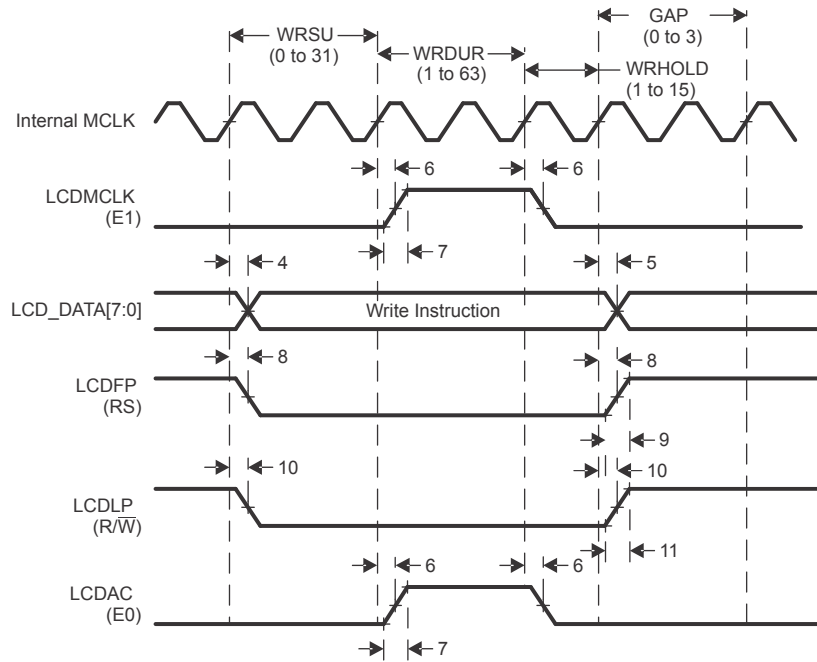 GAP
(0 to 3)
WRSU
(0 to 31)
WRDUR
(1 to 63)
WRHOLD
(1 to 15)
Internal MCLK
6
6
LCDMCLK
(E1)
7
4
5
LCD_DATA[7:0]
Write Instruction
8
8
LCDFP
(RS)
9
10
10
LCDLP
(R/W̅)
11
6
6
LCDAC
(E0)
7